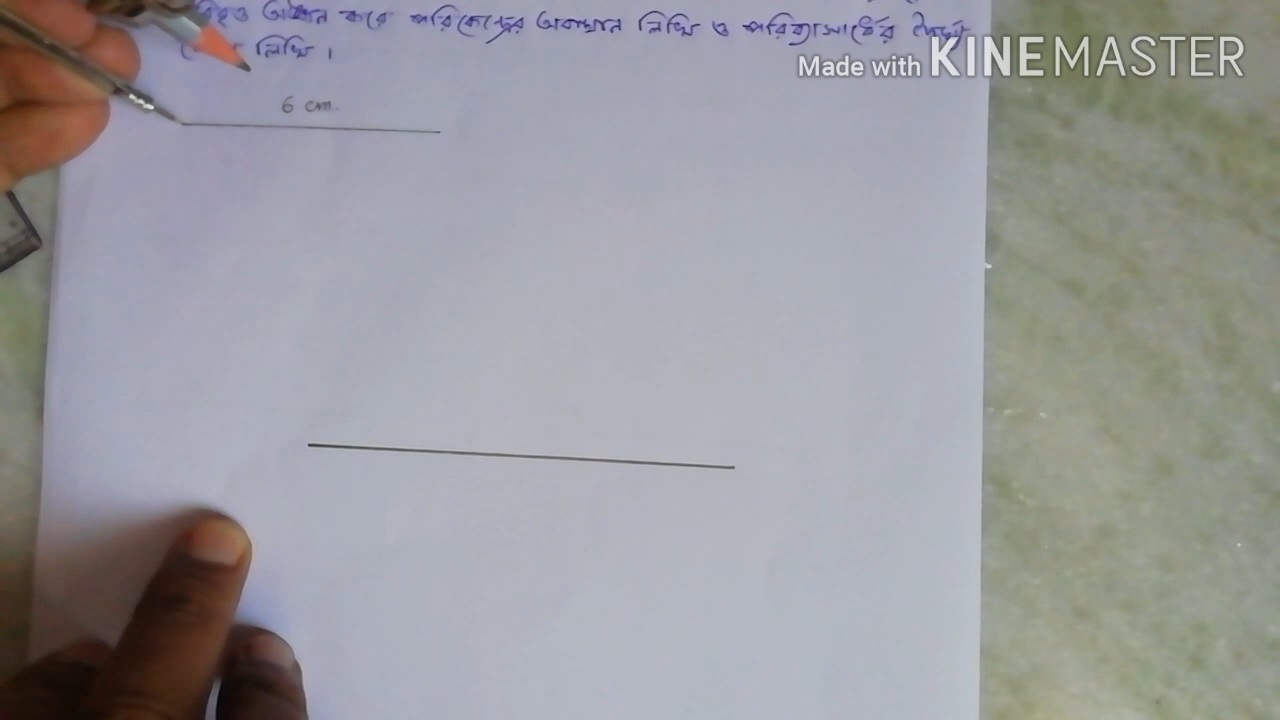 অঙ্কন করে পরিকেন্দ্রের অবস্থান লিখি ও পরিব্যাসার্ধের দৈর্ঘ্য
লিখি ।
Made with KINEMASTER
6 cm.